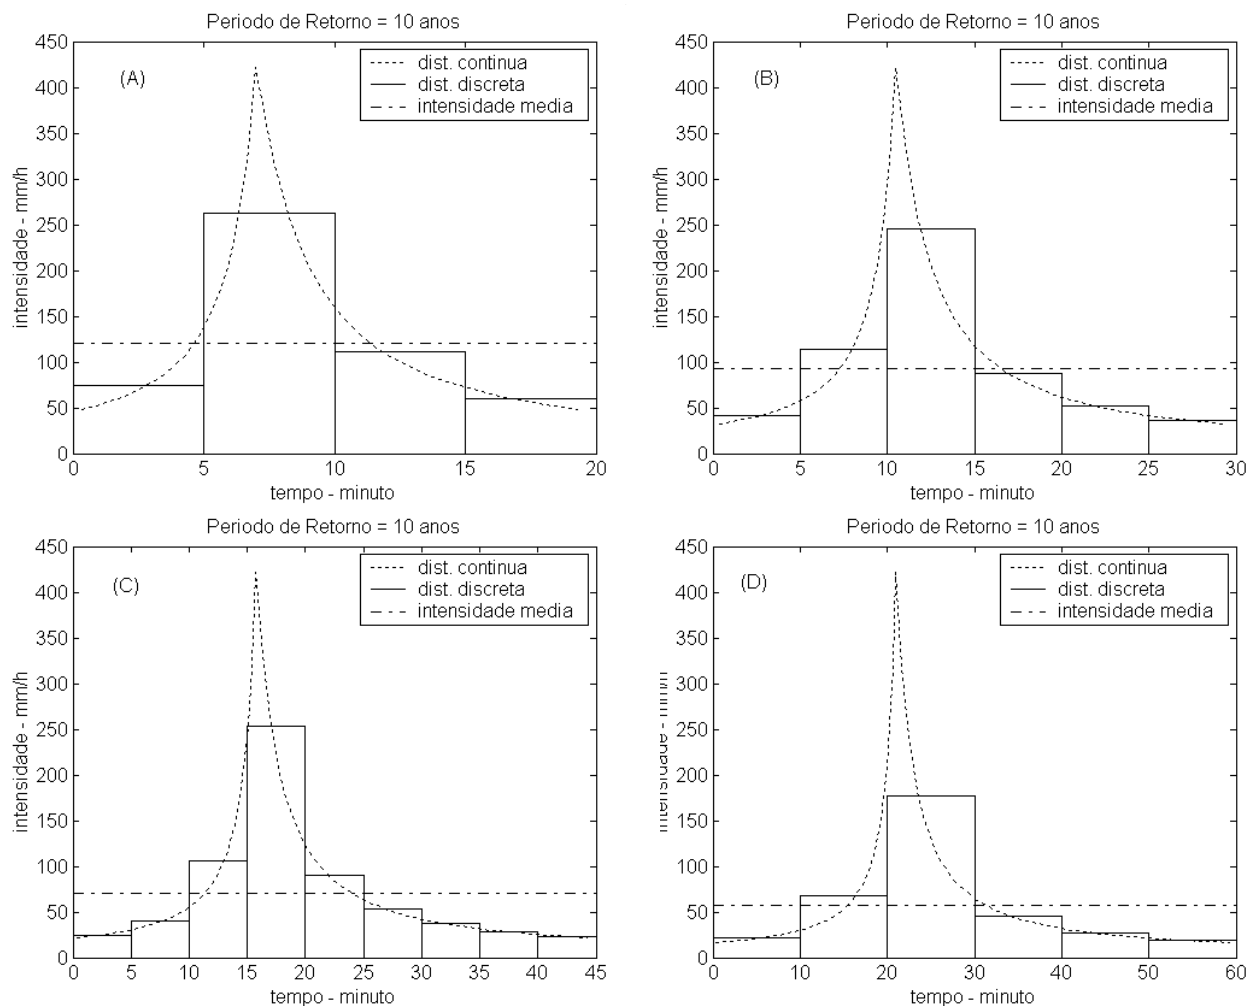 Periodo de Retorno = 10 anos
450
400
350
300
250
200
150
100
50
0
intensidade - mm/h
(A)
dist. continua
dist. discreta
intensidade media
0 5 10 15 20
tempo - minuto
Periodo de Retorno = 10 anos
450
400
350
300
250
200
150
100
50
0
intensidade - mm/h
(B)
dist. continua
dist. discreta
intensidade media
0 5 10 15 20 25 30
tempo - minuto
Periodo de Retorno = 10 anos
450
400
350
300
250
200
150
100
50
0
intensidade - mm/h
(C)
dist. continua
dist. discreta
intensidade media
0 5 10 15 20 25 30 35 40 45
tempo - minuto
Periodo de Retorno = 10 anos
450
400
350
300
250
200
150
100
50
0
intensidade - mm/h
(D)
dist. continua
dist. discreta
intensidade media
0 10 20 30 40 50 60
tempo - minuto